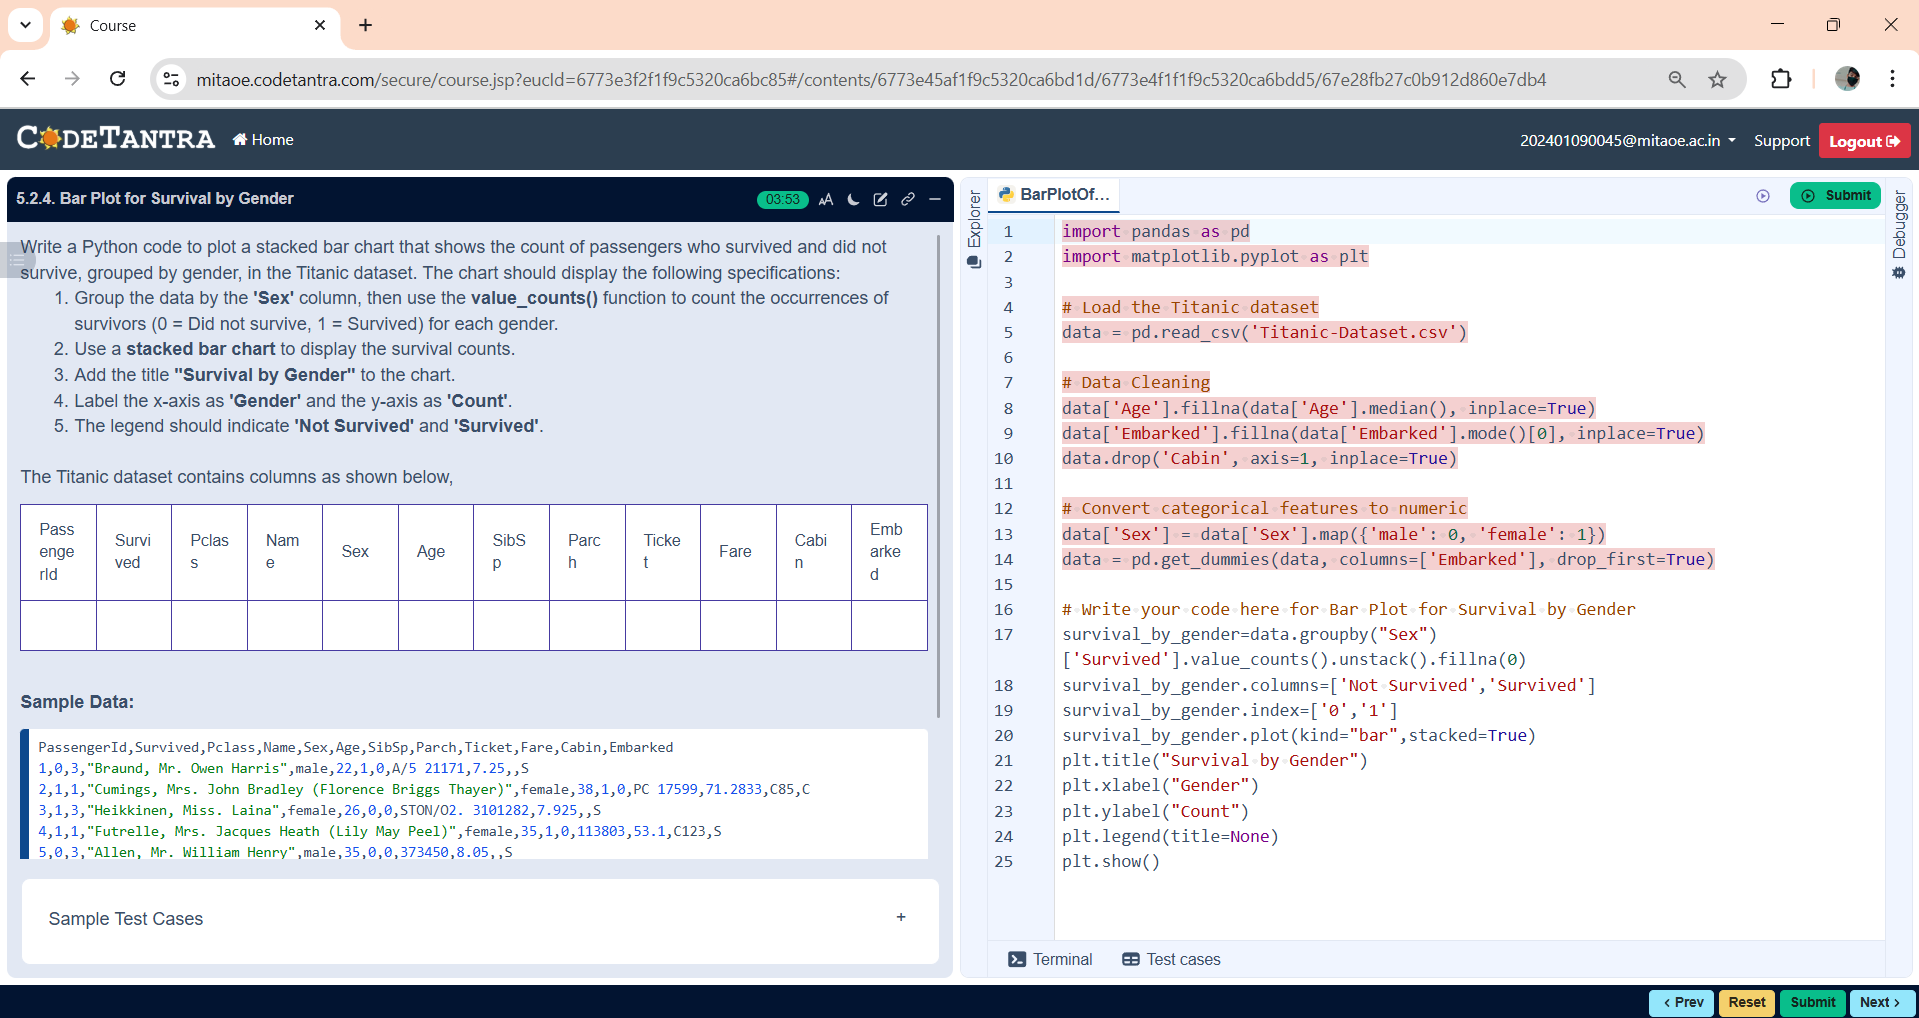 Course
mitaoe.codetantra.com/secure/course.jsp?eucId=6773e3f2f1f9c5320ca6bc85#/contents/6773e45af1f9c5320ca6bd1d/6773e4f1f1f9c5320ca6bdd5/67e28fb27c0b912d860e7db4
CODETANTRA
Home
202401090045@mitaoe.ac.in
Support
Logout
5.2.4. Bar Plot for Survival by Gender
03:53
AA
Write a Python code to plot a stacked bar chart that shows the count of passengers who survived and did not
survive, grouped by gender, in the Titanic dataset. The chart should display the following specifications:
1. Group the data by the 'Sex' column, then use the value_counts() function to count the occurrences of
survivors (0 = Did not survive, 1 = Survived) for each gender.
2. Use a stacked bar chart to display the survival counts.
3. Add the title "Survival by Gender" to the chart.
4. Label the x-axis as 'Gender' and the y-axis as 'Count'.
5. The legend should indicate 'Not Survived' and 'Survived'.
The Titanic dataset contains columns as shown below,
PassengerId Survived Pclass Name Sex Age SibSp Parch Ticket Fare Cabin Embarked
Sample Data:
PassengerId,Survived,Pclass,Name,Sex,Age,SibSp,Parch,Ticket,Fare,Cabin,Embarked
1,0,3,"Braund, Mr. Owen Harris",male,22,1,0,A/5 21171,7.25,,S
2,1,1,"Cumings, Mrs. John Bradley (Florence Briggs Thayer)",female,38,1,0,PC 17599,71.2833,C85,C
3,1,3,"Heikkinen, Miss. Laina",female,26,0,0,STON/O2. 3101282,7.925,,S
4,1,1,"Futrelle, Mrs. Jacques Heath (Lily May Peel)",female,35,1,0,113803,53.1,C123,S
5,0,3,"Allen, Mr. William Henry",male,35,0,0,373450,8.05,,S
Sample Test Cases
+
Explorer
BarPlotOf...
Submit
Debugger
1 import pandas as pd
2 import matplotlib.pyplot as plt
3
4 # Load the Titanic dataset
5 data = pd.read_csv('Titanic-Dataset.csv')
6
7 # Data Cleaning
8 data['Age'].fillna(data['Age'].median(), inplace=True)
9 data['Embarked'].fillna(data['Embarked'].mode()[0], inplace=True)
10 data.drop('Cabin', axis=1, inplace=True)
11
12 # Convert categorical features to numeric
13 data['Sex'] = data['Sex'].map({'male': 0, 'female': 1})
14 data = pd.get_dummies(data, columns=['Embarked'], drop_first=True)
15
16 # Write your code here for Bar Plot for Survival by Gender
17 survival_by_gender=data.groupby("Sex")
['Survived'].value_counts().unstack().fillna(0)
18 survival_by_gender.columns=['Not Survived','Survived']
19 survival_by_gender.index=['0','1']
20 survival_by_gender.plot(kind="bar",stacked=True)
21 plt.title("Survival by Gender")
22 plt.xlabel("Gender")
23 plt.ylabel("Count")
24 plt.legend(title=None)
25 plt.show()
Terminal
Test cases
< Prev
Reset
Submit
Next >